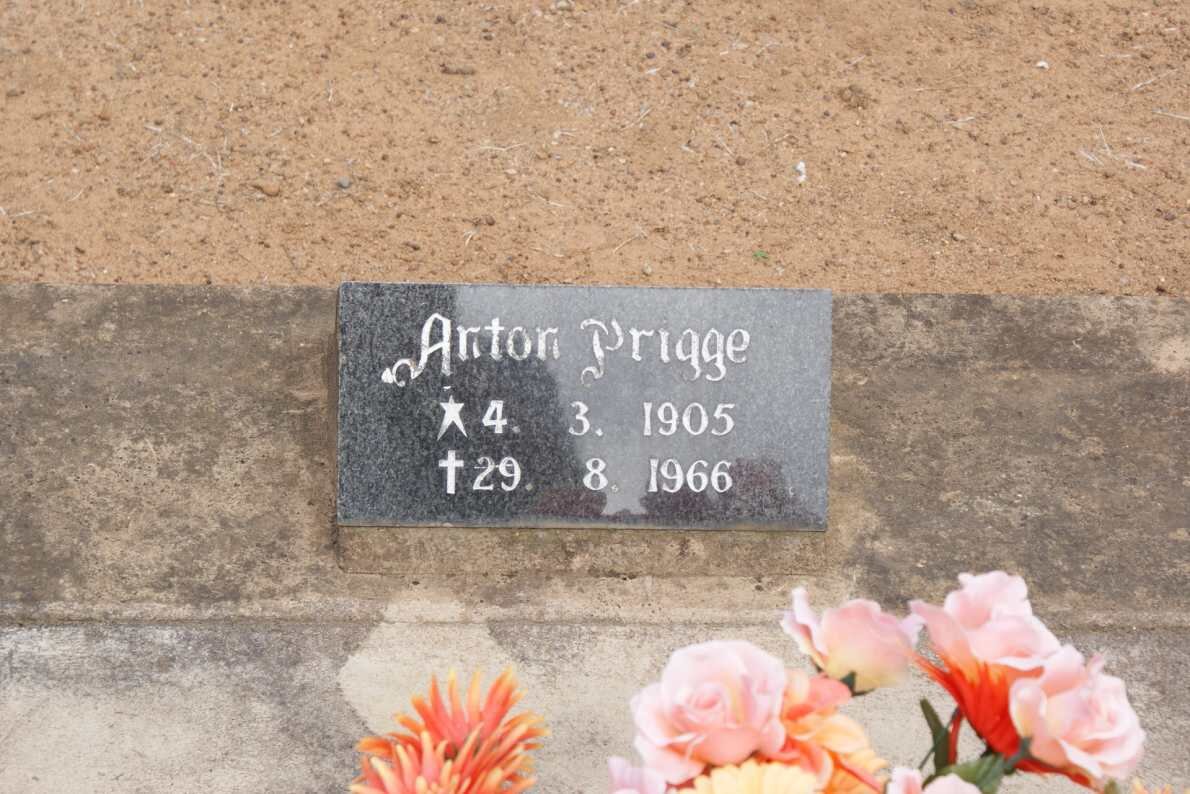 Anton Prigge
★ 4. 3. 1905
✝ 29. 8. 1966